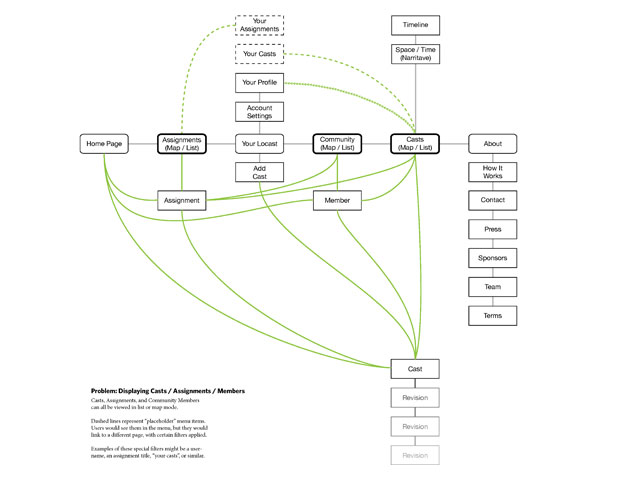 Your
Assignments
Timeline
Your Casts
Space / Time
(Narritave)
Your Profile
Account
Settings
Home Page
Assignments
(Map / List)
Your Locast
Community
(Map / List)
Casts
(Map / List)
About
Add
Cast
How It
Works
Assignment
Member
Contact
Press
Sponsors
Team
Terms
Cast
Revision
Revision
Revision
Problem: Displaying Casts / Assignments / Members
Casts, Assignments, and Community Members
can all be viewed in list or map mode.
Dashed lines represent "placeholder" menu items.
Users would see them in the menu, but they would
link to a different page, with certain filters applied.
Examples of these special filters might be a user-
name, an assignment title, "your casts", or similar.